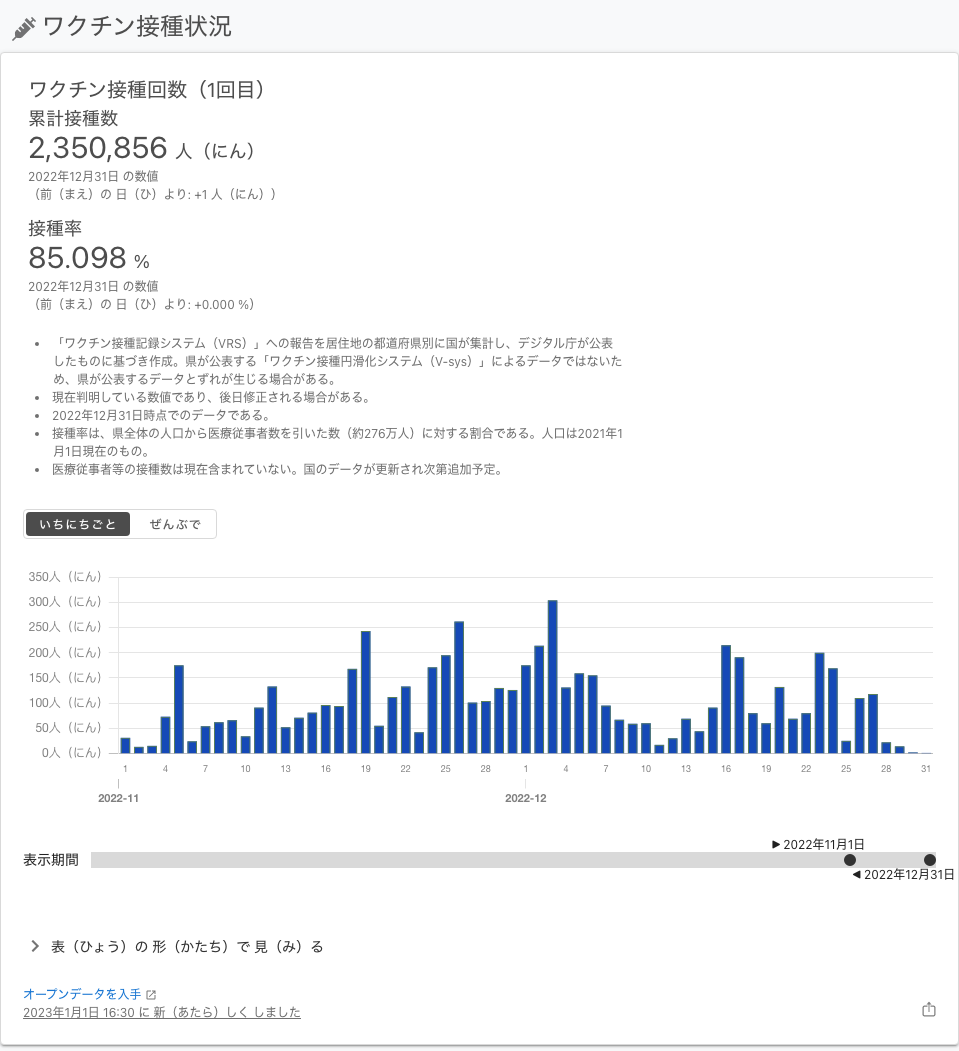 ワクチン接種状況
ワクチン接種回数（1回目）
累計接種数
2,350,856 人（にん）
2022年12月31日 の数値
（前（まえ）の 日（ひ）より: +1 人（にん））
接種率
85.098 %
2022年12月31日 の数値
（前（まえ）の 日（ひ）より: +0.000 %）
• 「ワクチン接種記録システム（VRS）」への報告を居住地の都道府県別に国が集計し、デジタル庁が公表
したものに基づき作成。県が公表する「ワクチン接種円滑化システム（V-sys）」によるデータではないた
め、県が公表するデータとずれが生じる場合がある。
• 現在判明している数値であり、後日修正される場合がある。
• 2022年12月31日時点でのデータである。
• 接種率は、県全体の人口から医療従事者数を引いた数（約276万人）に対する割合である。人口は2021年1
月1日現在のもの。
• 医療従事者等の接種数は現在含まれていない。国のデータが更新され次第追加予定。
いちにちごと ぜんぶで
350人（にん）
300人（にん）
250人（にん）
200人（にん）
150人（にん）
100人（にん）
50人（にん）
0人（にん）
1 4 7 10 13 16 19 22 25 28 1 4 7 10 13 16 19 22 25 28 31
2022-11 2022-12
▶ 2022年11月1日
表示期間
◀ 2022年12月31日
表（ひょう）の 形（かたち）で 見（み）る
オープンデータを入手
2023年1月1日 16:30 に 新（あたら）しく しました